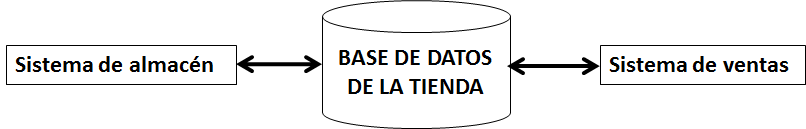 Sistema de almacén
BASE DE DATOS
DE LA TIENDA
Sistema de ventas